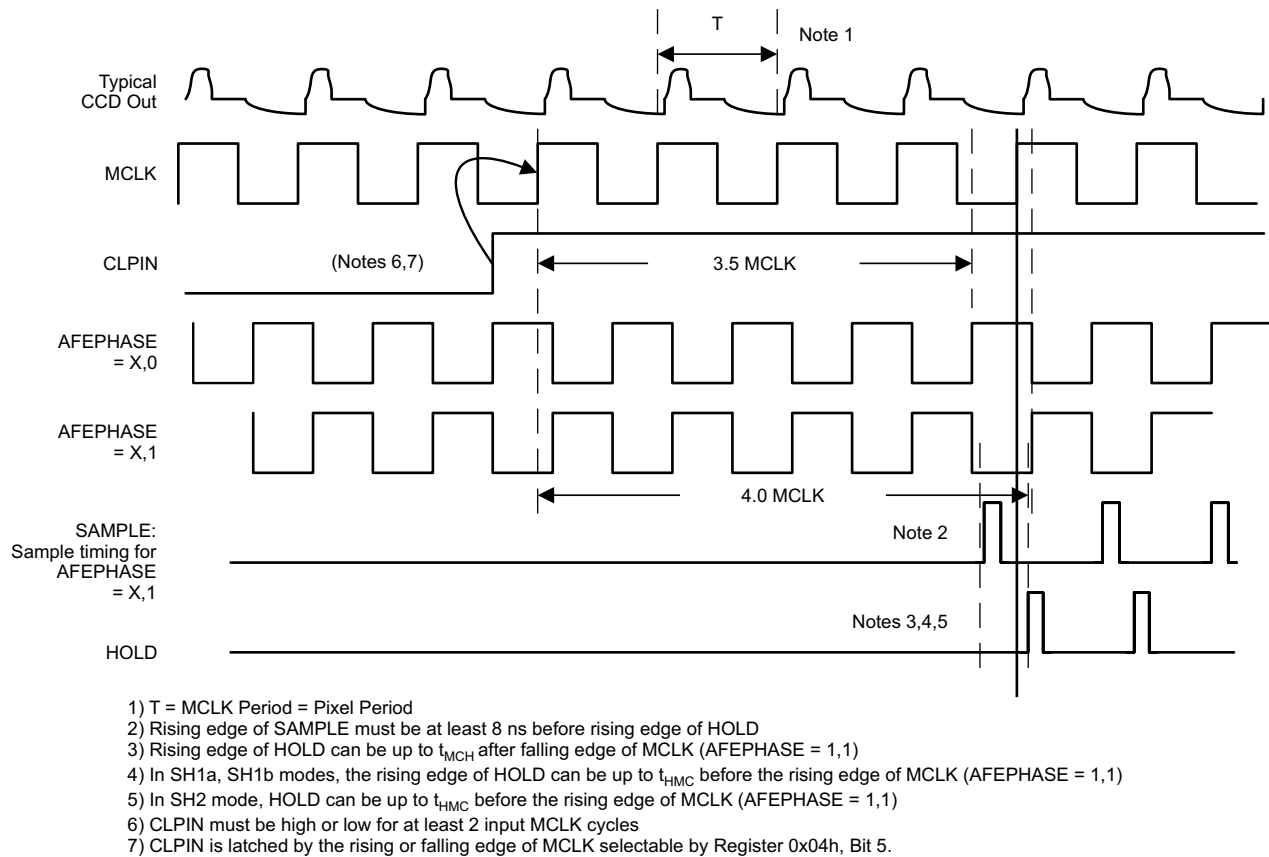 T
Note 1
Typical
CCD Out
MCLK
CLPIN
(Notes 6,7)
3.5 MCLK
AFEPHASE
= X,0
AFEPHASE
= X,1
4.0 MCLK
SAMPLE:
Sample timing for
AFEPHASE
= X,1
Note 2
Notes 3,4,5
HOLD
1) T = MCLK Period = Pixel Period
2) Rising edge of SAMPLE must be at least 8 ns before rising edge of HOLD
3) Rising edge of HOLD can be up to tMCH after falling edge of MCLK (AFEPHASE = 1,1)
4) In SH1a, SH1b modes, the rising edge of HOLD can be up to tHMC before the rising edge of MCLK (AFEPHASE = 1,1)
5) In SH2 mode, HOLD can be up to tHMC before the rising edge of MCLK (AFEPHASE = 1,1)
6) CLPIN must be high or low for at least 2 input MCLK cycles
7) CLPIN is latched by the rising or falling edge of MCLK selectable by Register 0x04h, Bit 5.